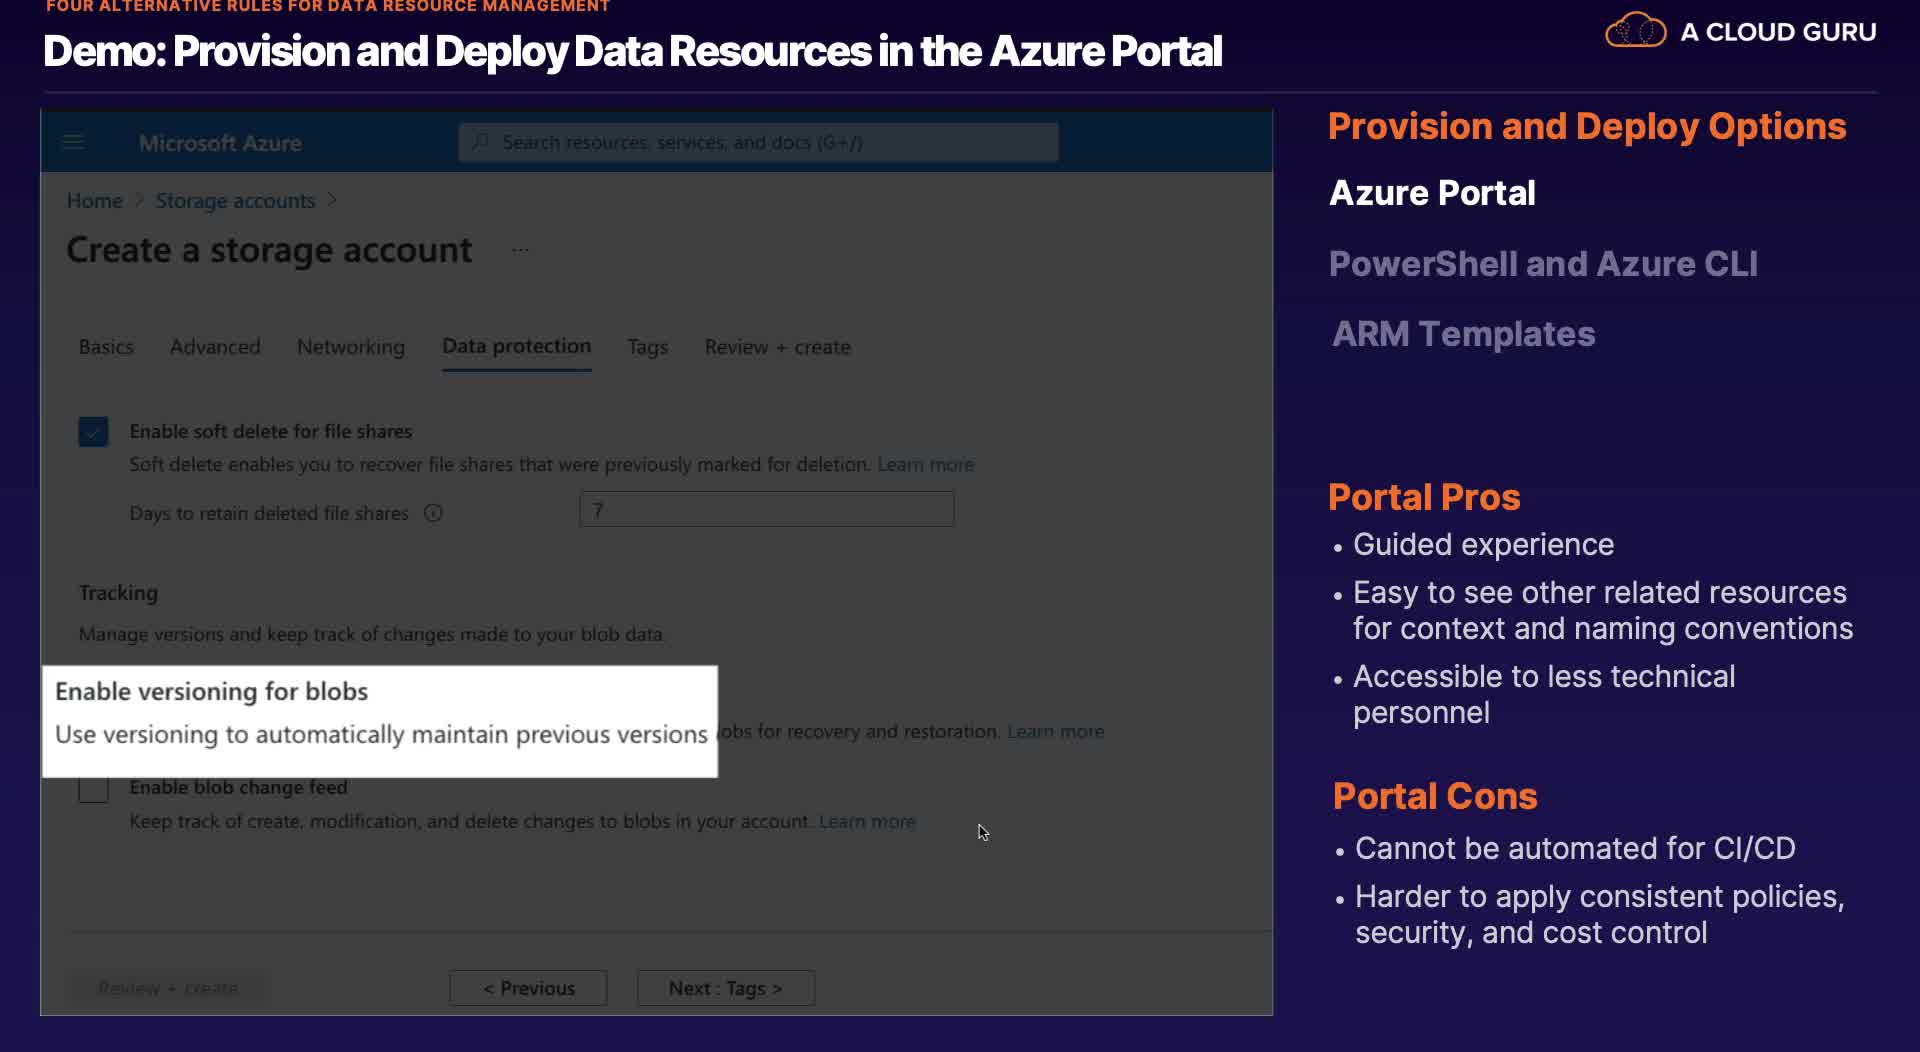 FOUR ALTERNATIVE RULES FOR DATA RESOURCE MANAGEMENT
Demo: Provision and Deploy Data Resources in the Azure Portal
A CLOUD GURU
Microsoft Azure
Search resources, services, and docs (G+/)
Home > Storage accounts >
Create a storage account ...
Basics Advanced Networking Data protection Tags Review + create
Enable soft delete for file shares
Soft delete enables you to recover file shares that were previously marked for deletion. Learn more
Days to retain deleted file shares 7
Tracking
Manage versions and keep track of changes made to your blob data.
Enable versioning for blobs
Use versioning to automatically maintain previous versions for recovery and restoration. Learn more
Enable blob change feed
Keep track of create, modification, and delete changes to blobs in your account. Learn more
Review + create
< Previous
Next : Tags >
Provision and Deploy Options
Azure Portal
PowerShell and Azure CLI
ARM Templates
Portal Pros
• Guided experience
• Easy to see other related resources
for context and naming conventions
• Accessible to less technical
personnel
Portal Cons
• Cannot be automated for CI/CD
• Harder to apply consistent policies,
security, and cost control